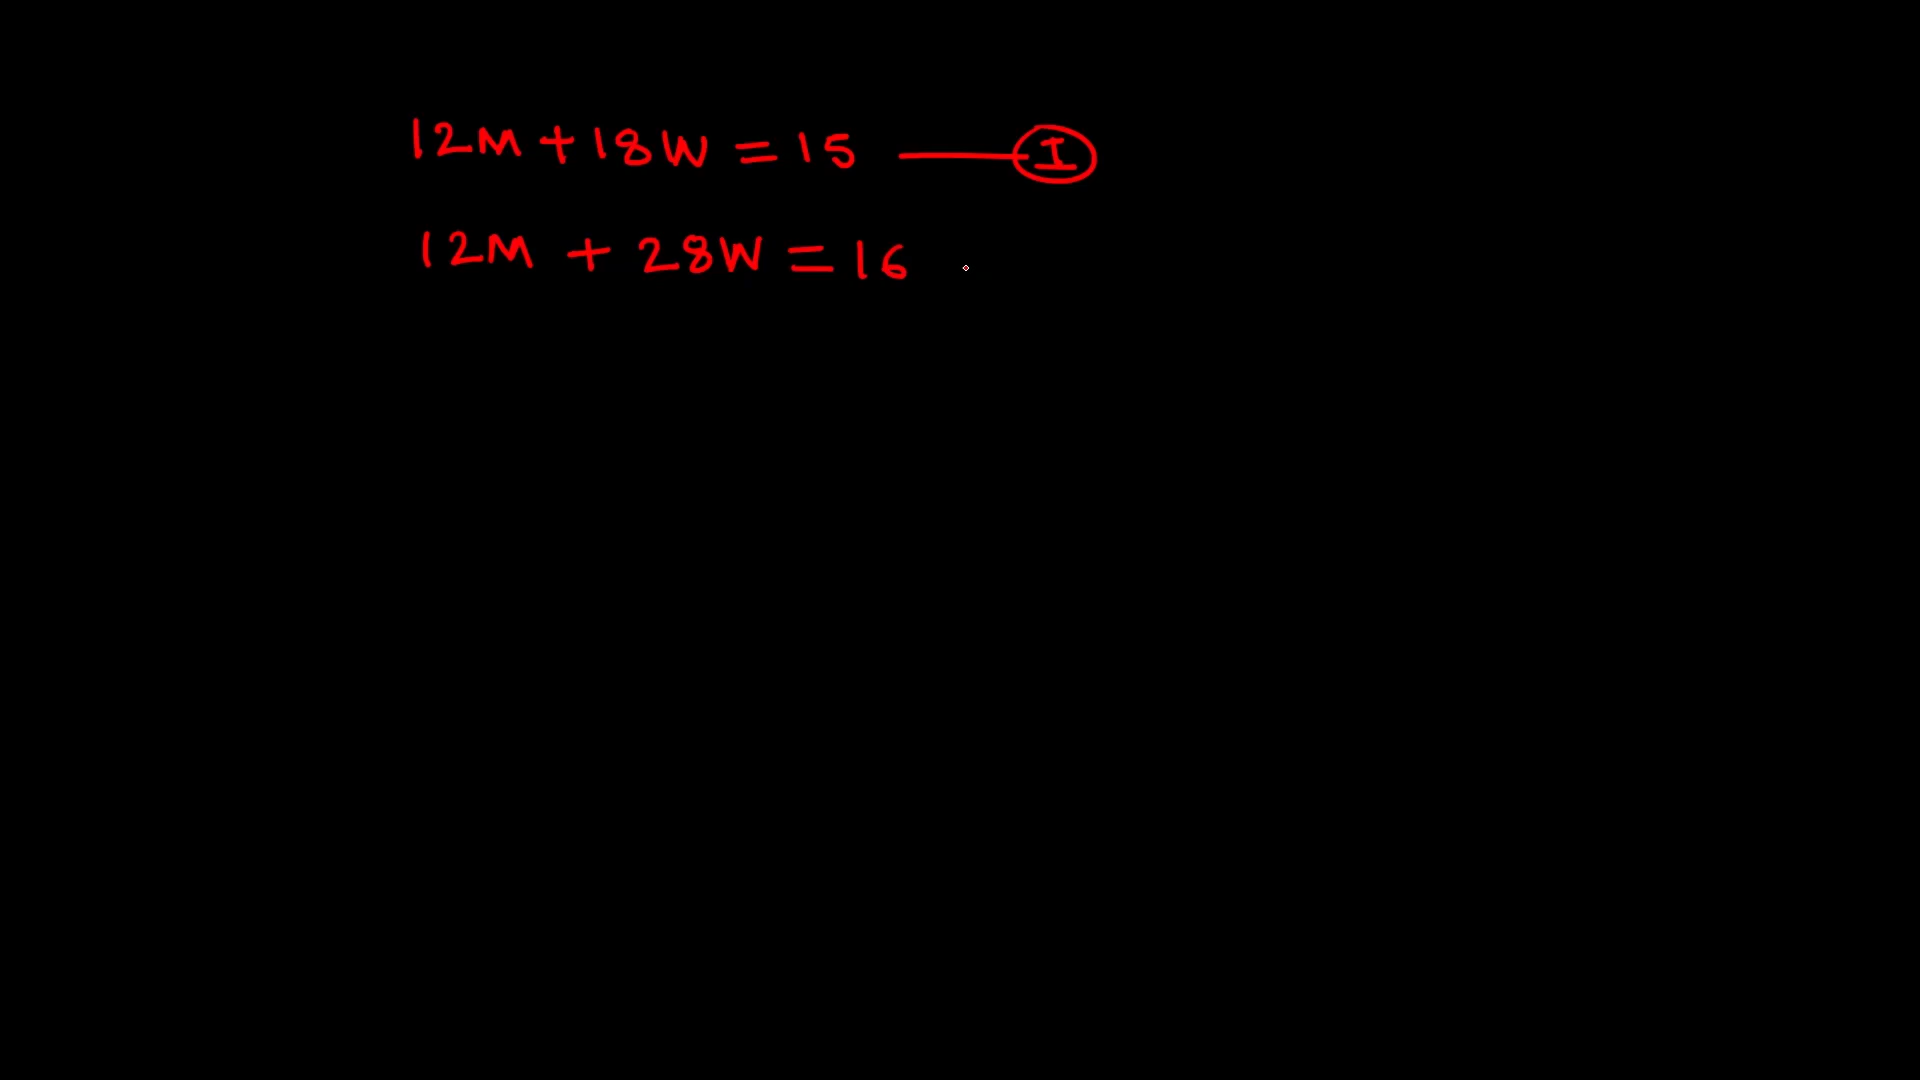 12M + 18W = 15 — I
12M + 28W = 16